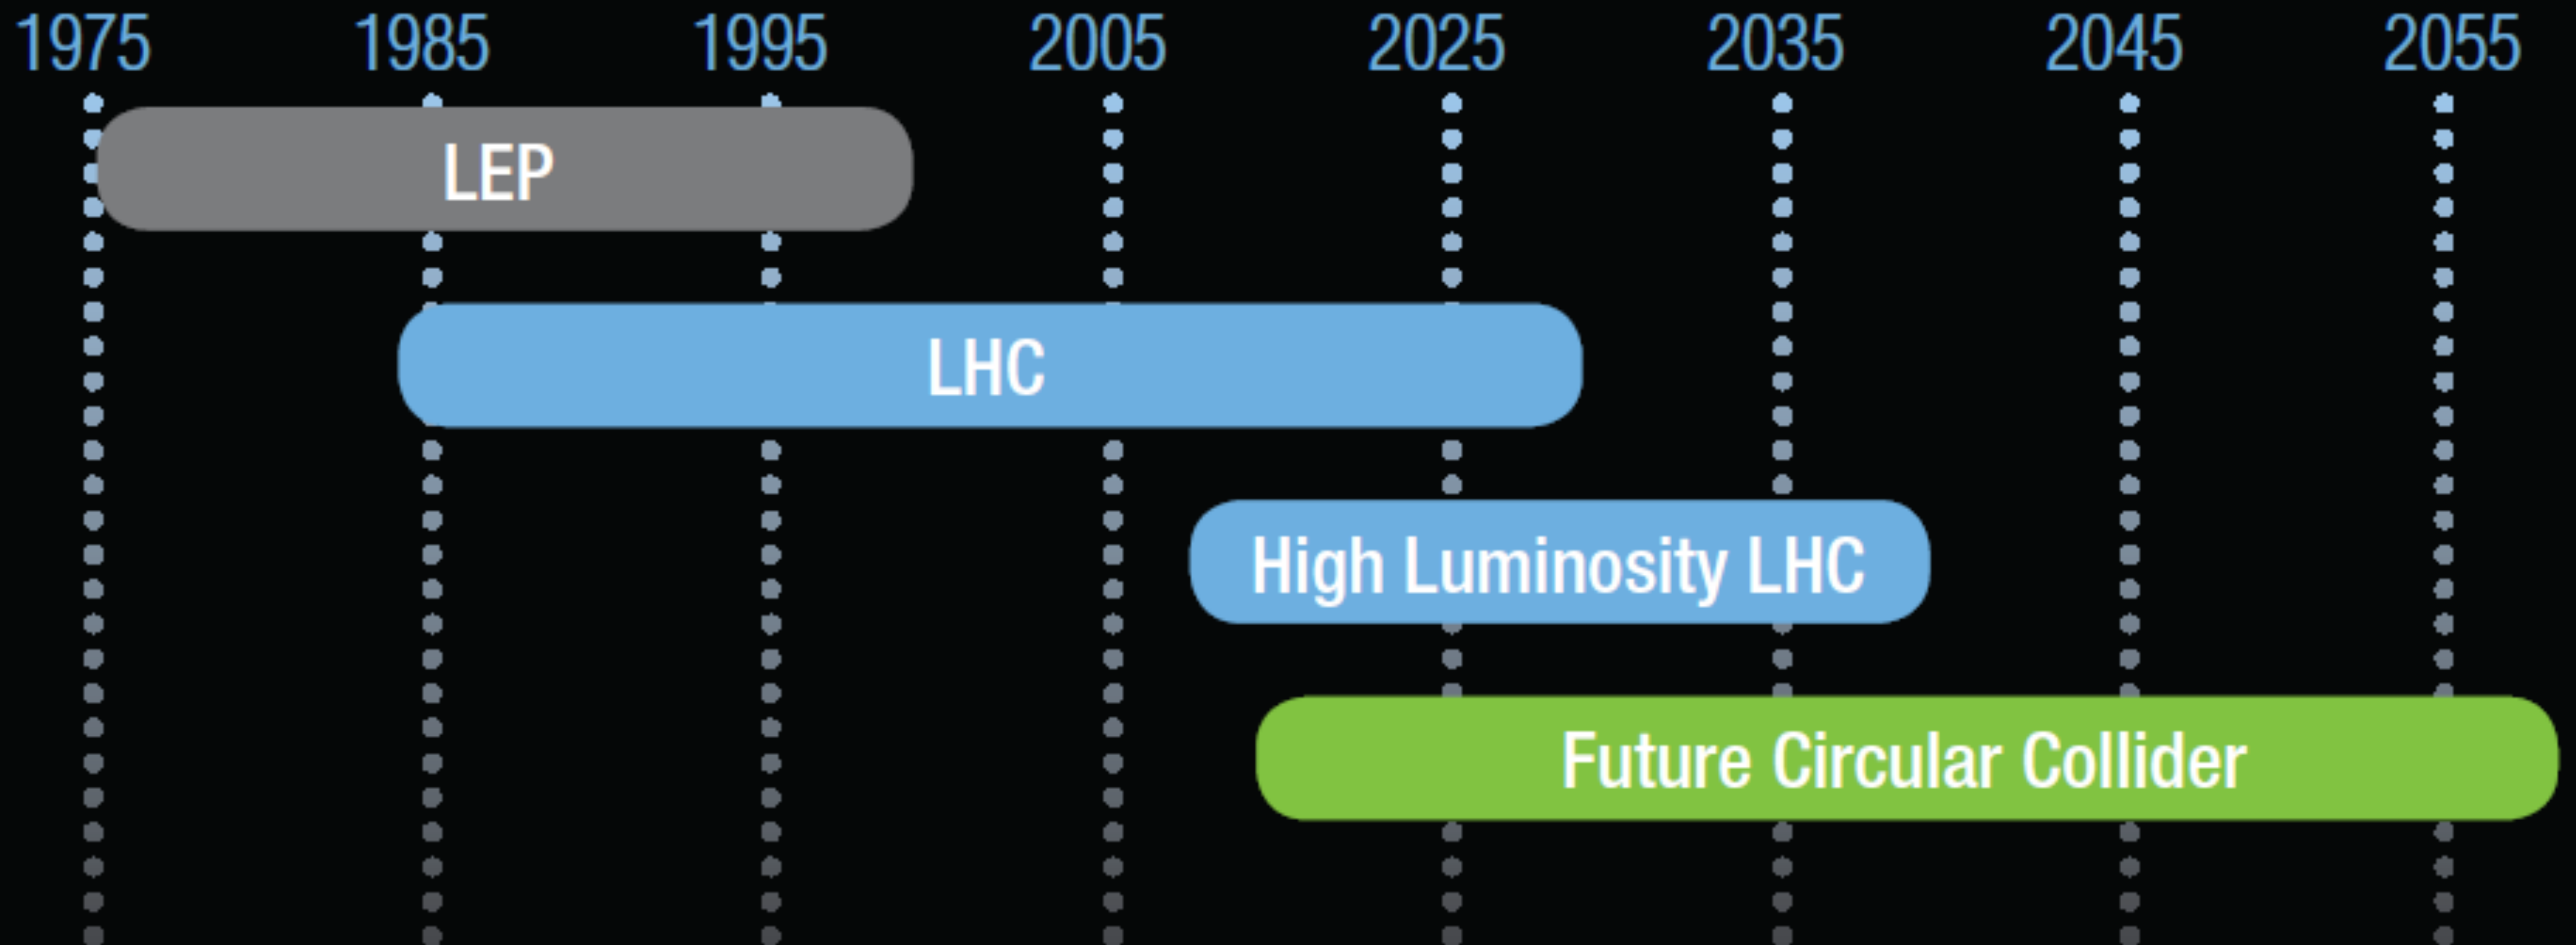 1975 1985 1995 2005 2025 2035 2045 2055
LEP
LHC
High Luminosity LHC
Future Circular Collider